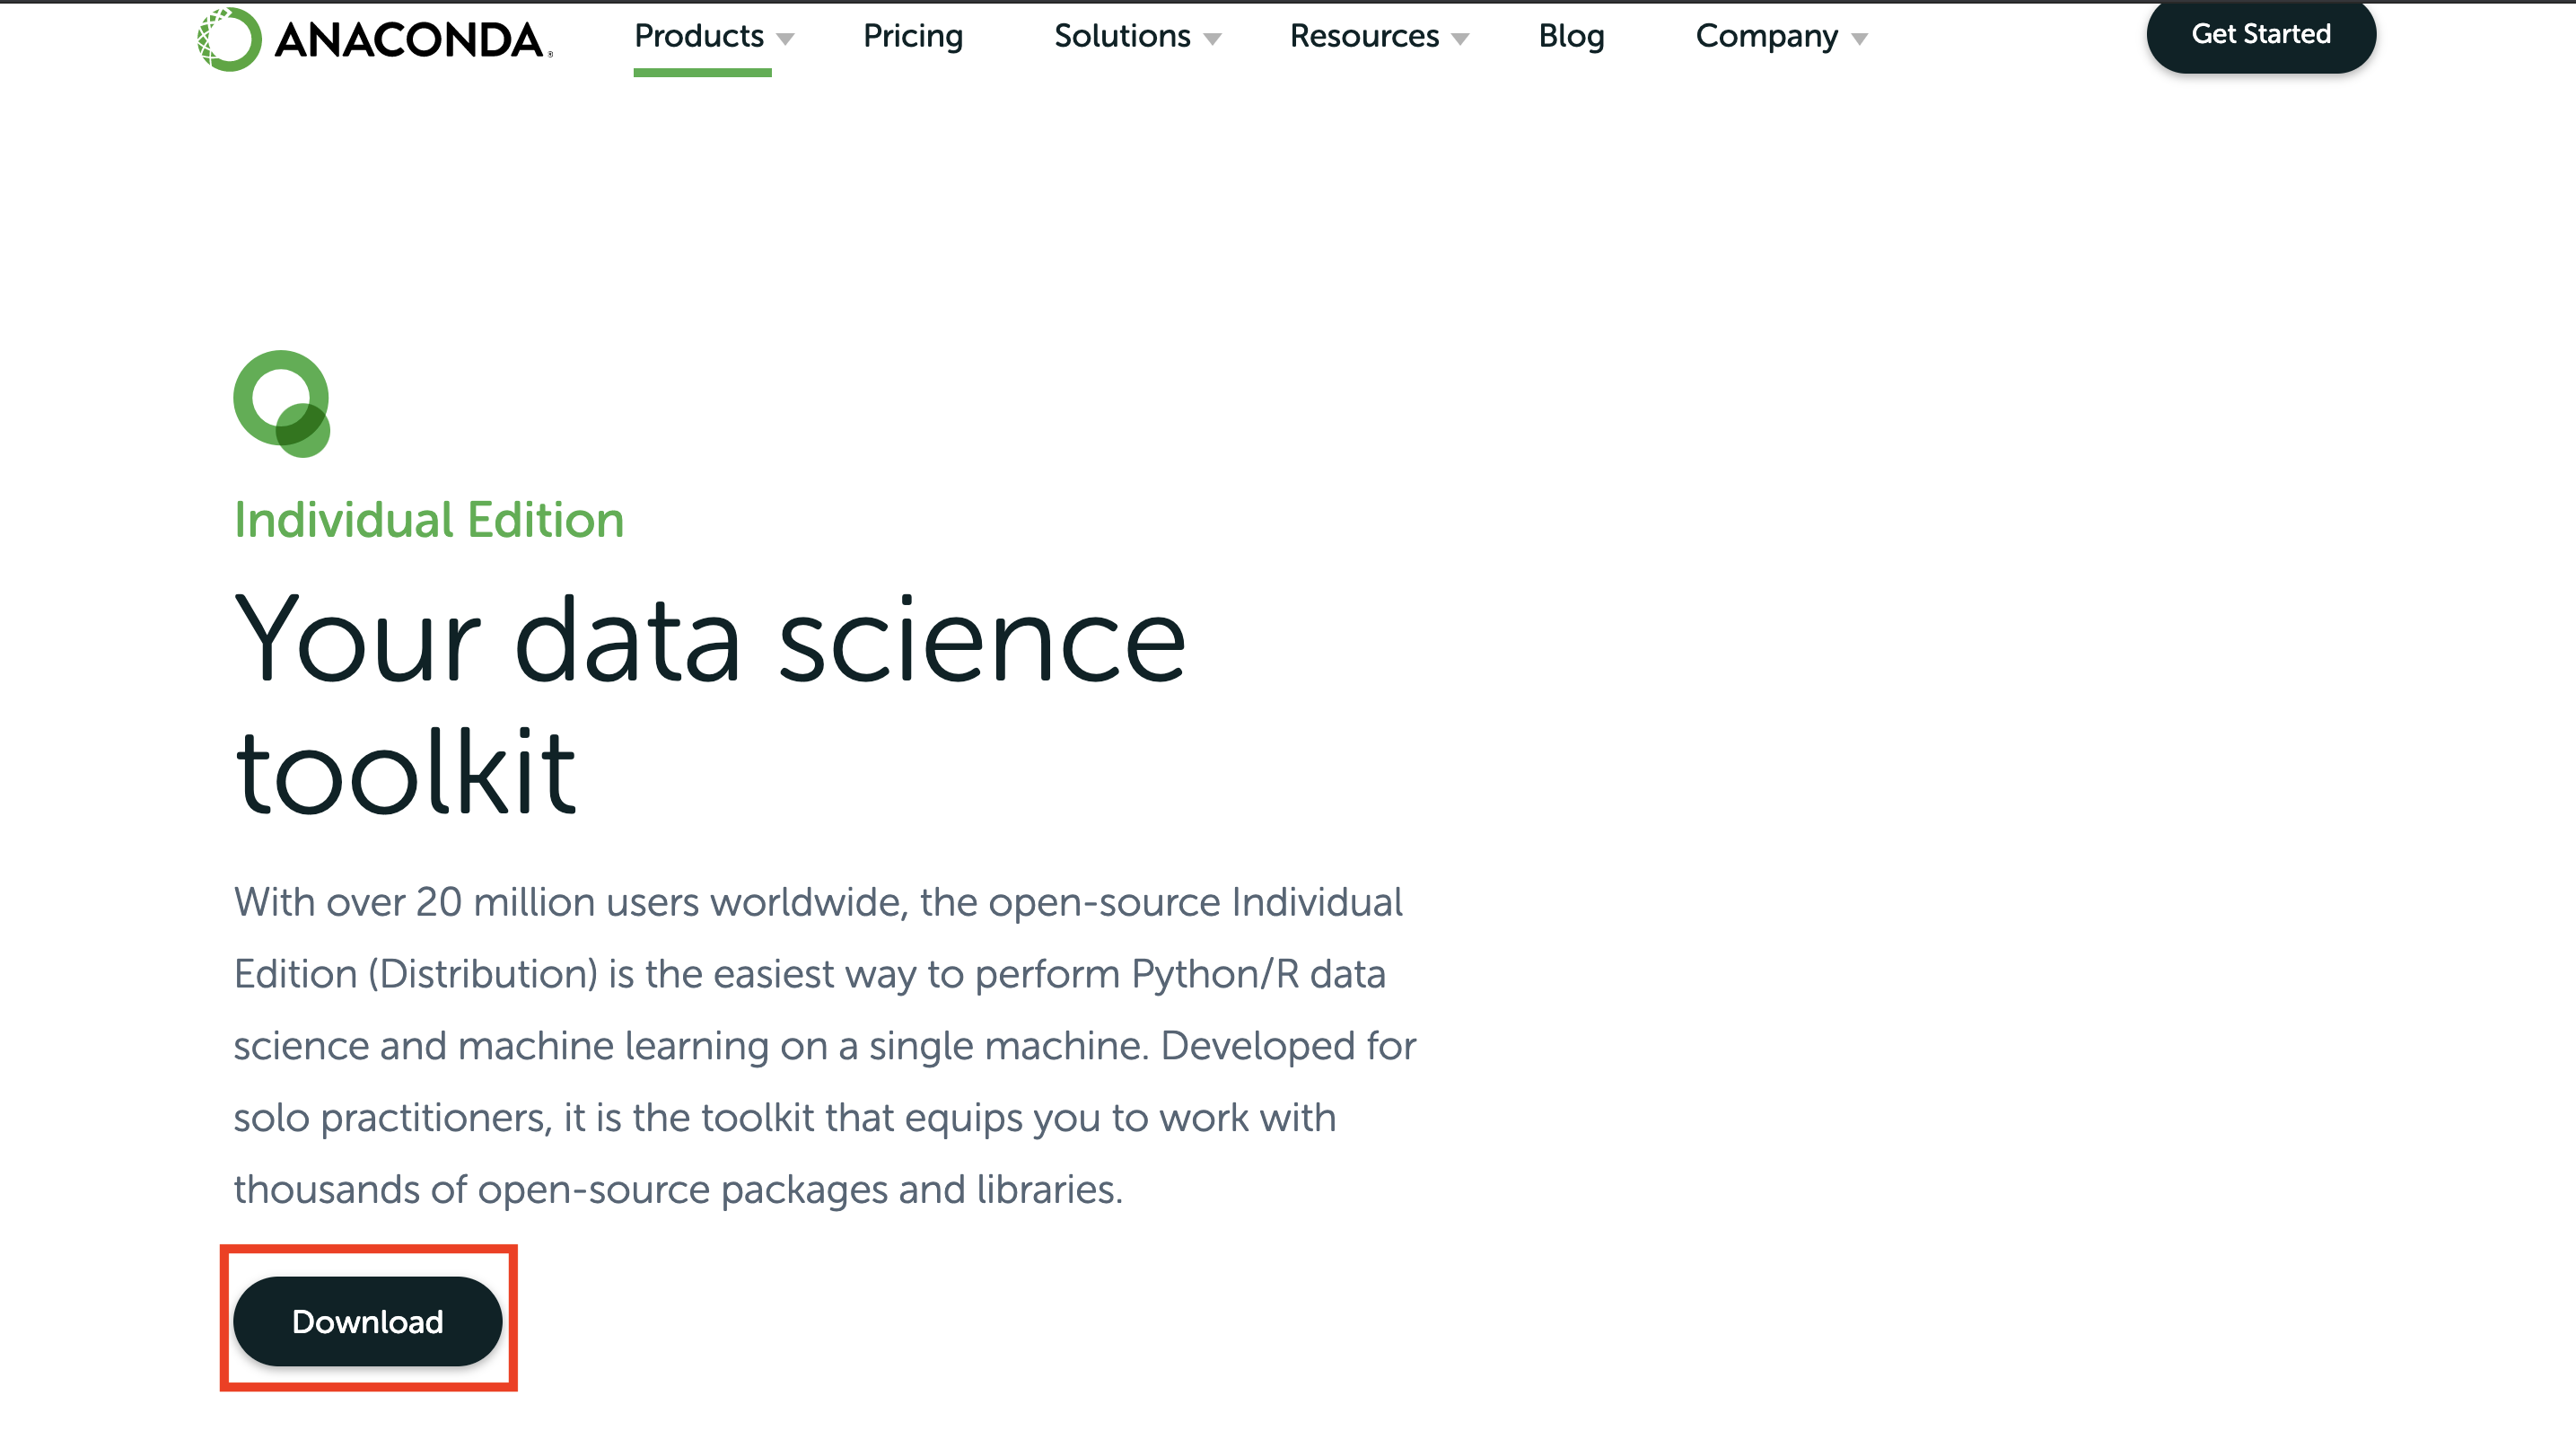 ANACONDA.
Products
Pricing
Solutions
Resources
Blog
Company
Get Started
Individual Edition
Your data science
toolkit
With over 20 million users worldwide, the open-source Individual
Edition (Distribution) is the easiest way to perform Python/R data
science and machine learning on a single machine. Developed for
solo practitioners, it is the toolkit that equips you to work with
thousands of open-source packages and libraries.
Download